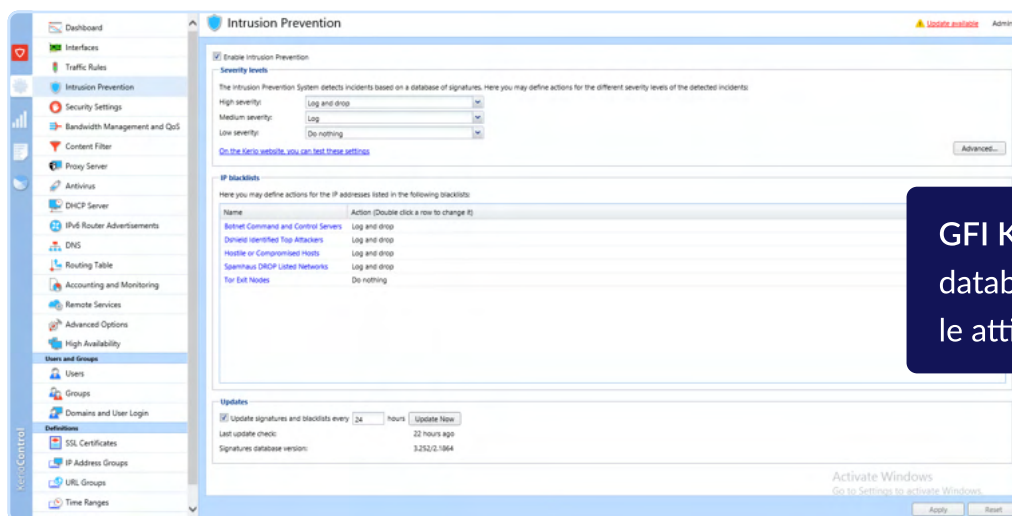 Dashboard
Interfaces
Traffic Rules
Intrusion Prevention
Security Settings
Bandwidth Management and QoS
Content Filter
Proxy Server
Antivirus
DHCP Server
IPv6 Router Advertisements
DNS
Routing Table
Accounting and Monitoring
Remote Services
Advanced Options
High Availability
Users and Groups
Users
Groups
Domains and User Login
Definitions
SSL Certificates
IP Address Groups
URL Groups
Time Ranges
KerioControl
Intrusion Prevention
Update available Admin
Enable Intrusion Prevention
Severity levels
The Intrusion Prevention System detects incidents based on a database of signatures. Here you may define actions for the different severity levels of the detected incidents:
High severity: Log and drop
Medium severity: Log
Low severity: Do nothing
On the Kerio website, you can test these settings
Advanced...
IP blacklists
Here you may define actions for the IP addresses listed in the following blacklists:
Name Action (Double click a row to change it)
Botnet Command and Control Servers Log and drop
Dshield Identified Top Attackers Log and drop
Hostile or Compromised Hosts Log and drop
Spamhaus DROP Listed Networks Log and drop
Tor Exit Nodes Do nothing
GFI K
datab
le atti
Updates
Update signatures and blacklists every 24 hours Update Now
Last update check: 22 hours ago
Signatures database version: 3.252/2.1064
Activate Windows
Go to Settings to activate Windows.
Apply Reset